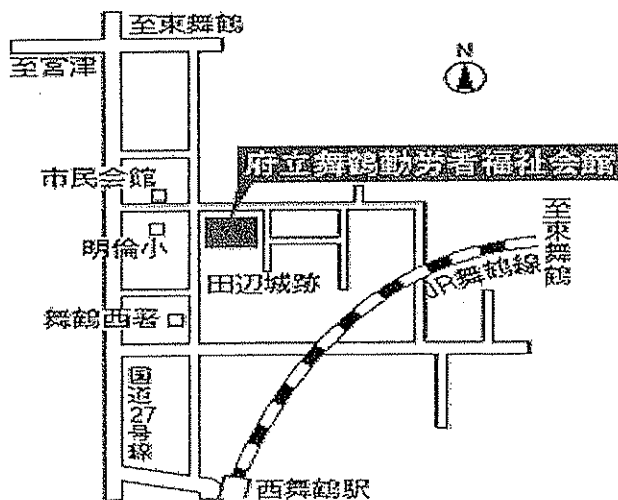 至東舞鶴
至宮津
N
府立舞鶴勤労者福祉会館
市民会館
至東舞鶴
明倫小
田辺城跡
JR舞鶴線
舞鶴西署
国道27号線
西舞鶴駅